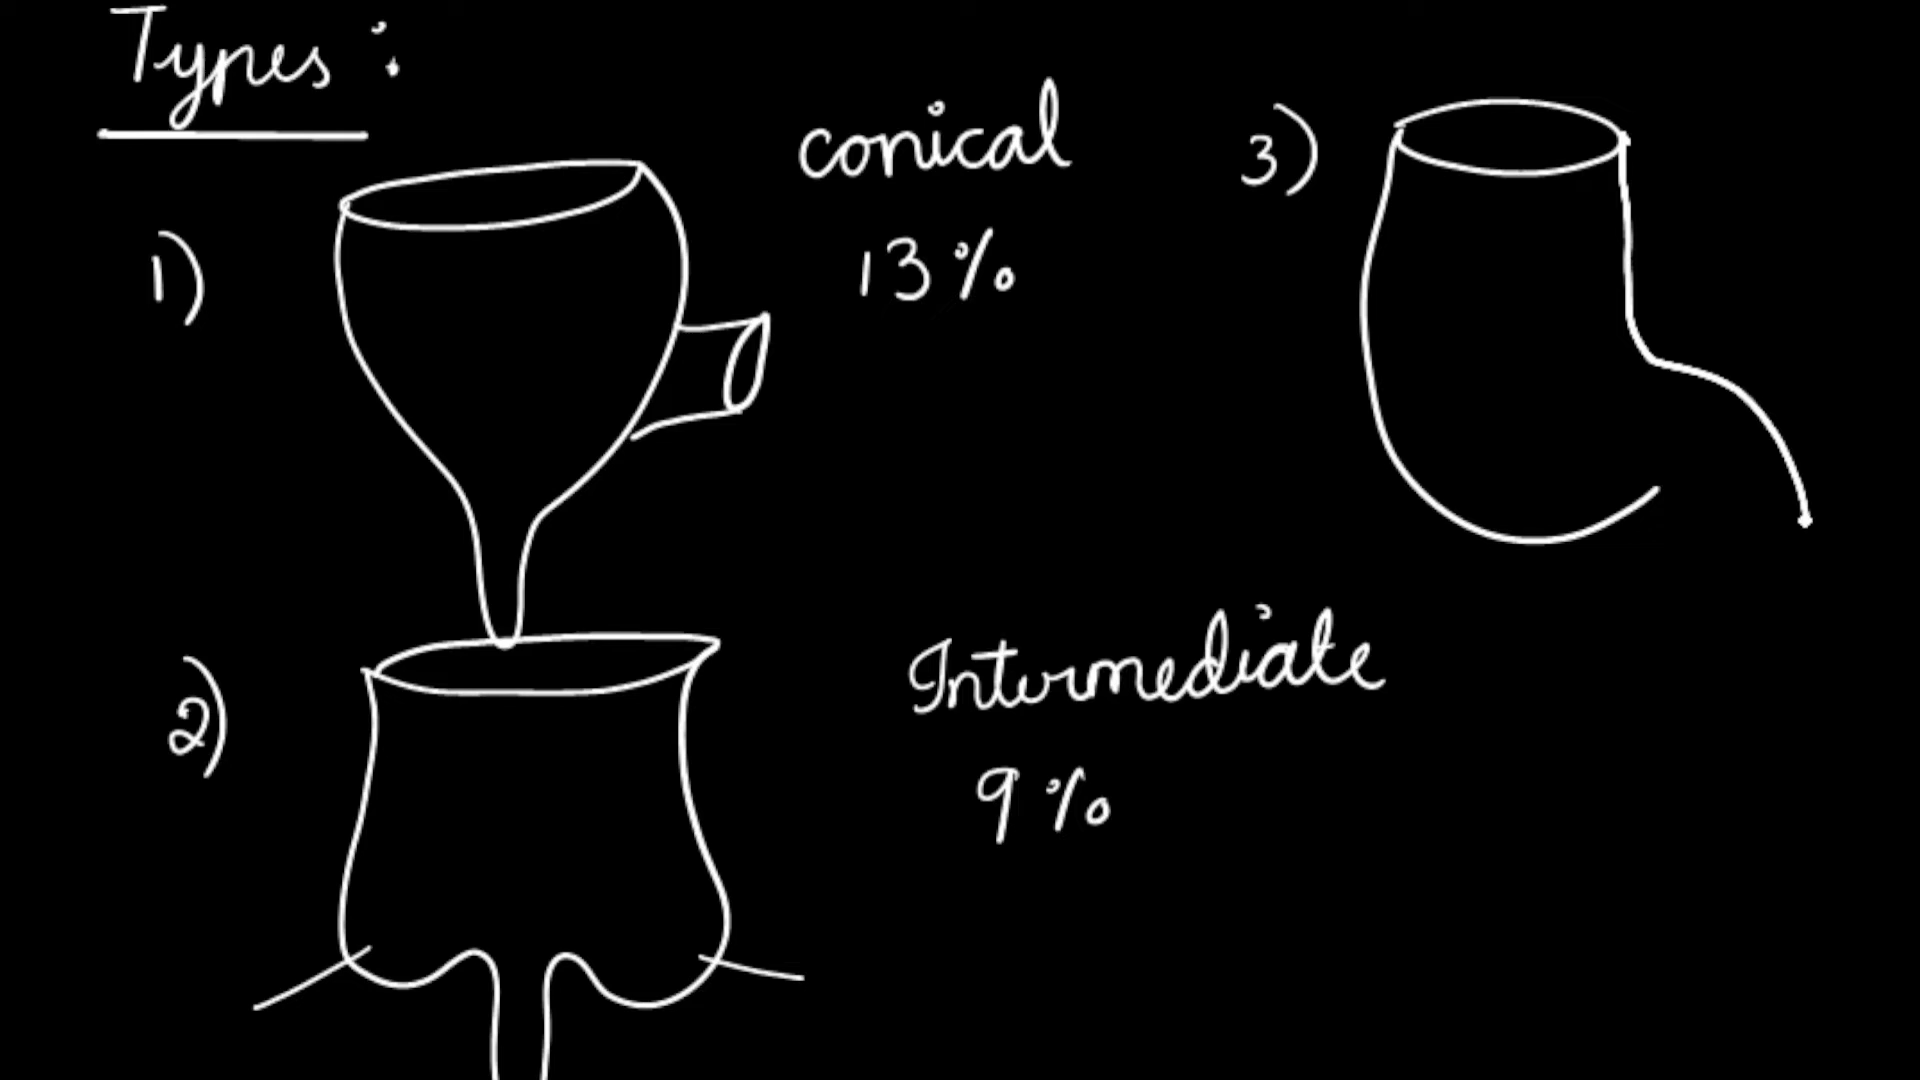 Types :
1)
conical
13%
3)
2)
Intermediate
9%